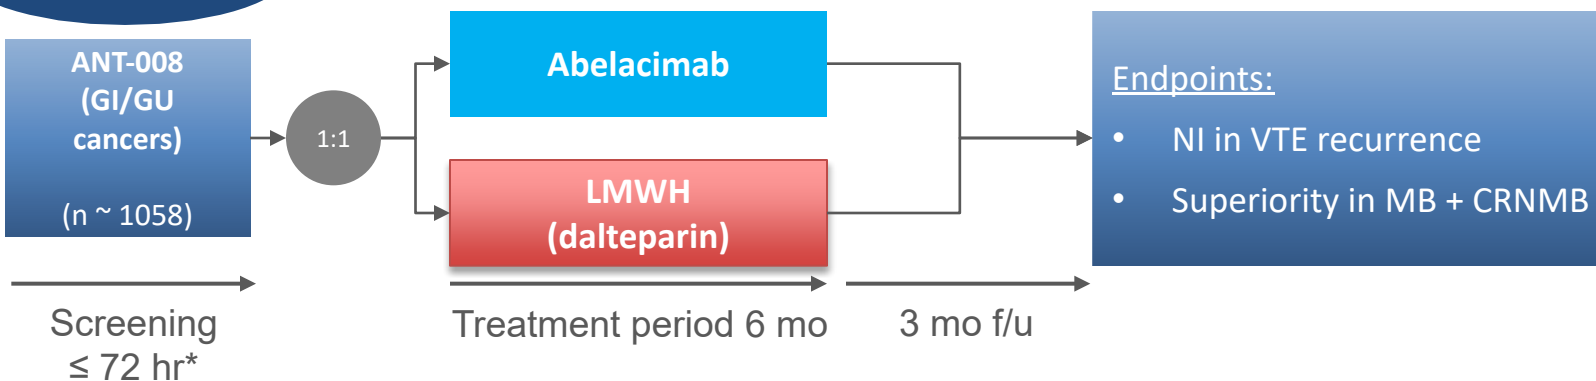 ANT-008
(GI/GU
cancers)
(n ~ 1058)
1:1
Abelacimab
LMWH
(dalteparin)
Endpoints:
• NI in VTE recurrence
• Superiority in MB + CRNMB
Screening
≤ 72 hr*
Treatment period 6 mo
3 mo f/u